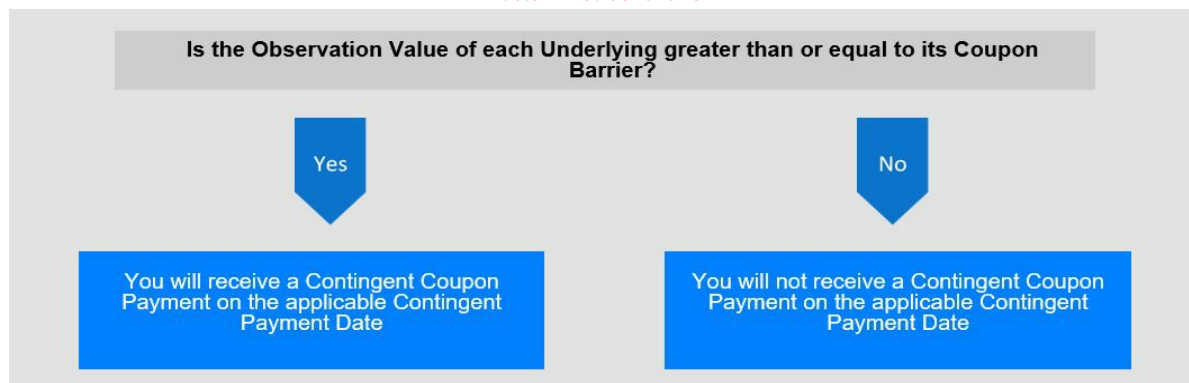 Is the Observation Value of each Underlying greater than or equal to its Coupon
Barrier?
Yes
No
You will receive a Contingent Coupon
Payment on the applicable Contingent
Payment Date
You will not receive a Contingent Coupon
Payment on the applicable Contingent
Payment Date